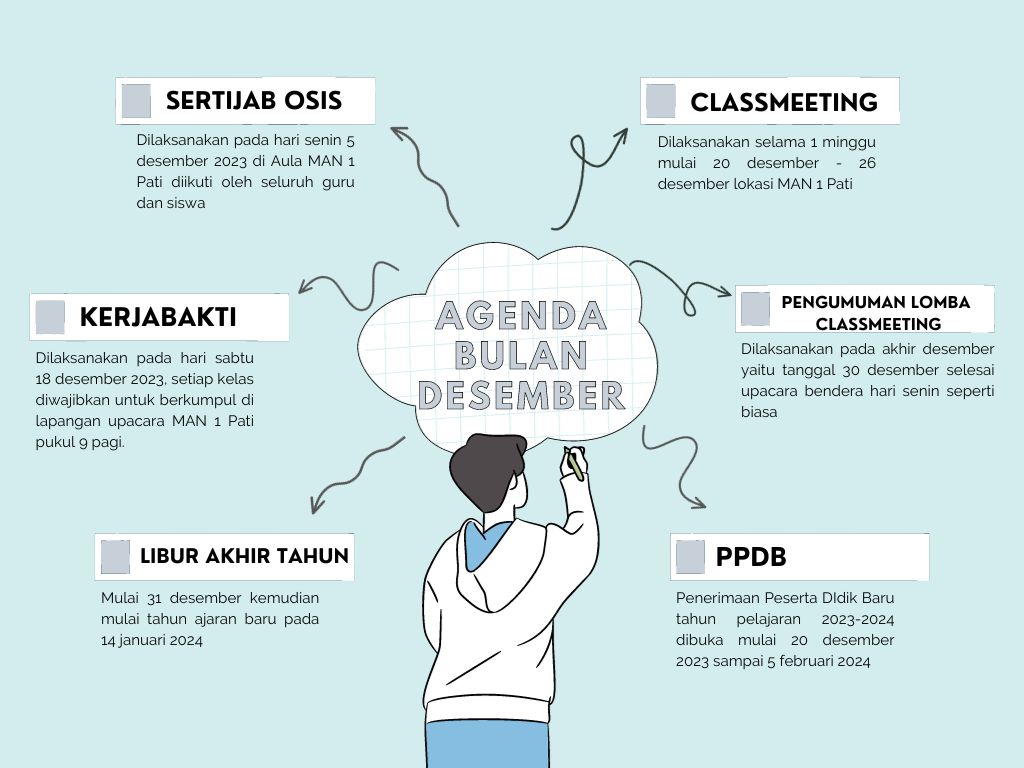 SERTIJAB OSIS
Dilaksanakan pada hari senin 5
desember 2023 di Aula MAN 1
Pati diikuti oleh seluruh guru
dan siswa
CLASSMEETING
Dilaksanakan selama 1 minggu
mulai 20 desember - 26
desember lokasi MAN 1 Pati
AGENDA
BULAN
DESEMBER
KERJABAKTI
Dilaksanakan pada hari sabtu
18 desember 2023, setiap kelas
diwajibkan untuk berkumpul di
lapangan upacara MAN 1 Pati
pukul 9 pagi.
PENGUMUMAN LOMBA
CLASSMEETING
Dilaksanakan pada akhir desember
yaitu tanggal 30 desember selesai
upacara bendera hari senin seperti
biasa
LIBUR AKHIR TAHUN
Mulai 31 desember kemudian
mulai tahun ajaran baru pada
14 januari 2024
PPDB
Penerimaan Peserta DIdik Baru
tahun pelajaran 2023-2024
dibuka mulai 20 desember
2023 sampai 5 februari 2024